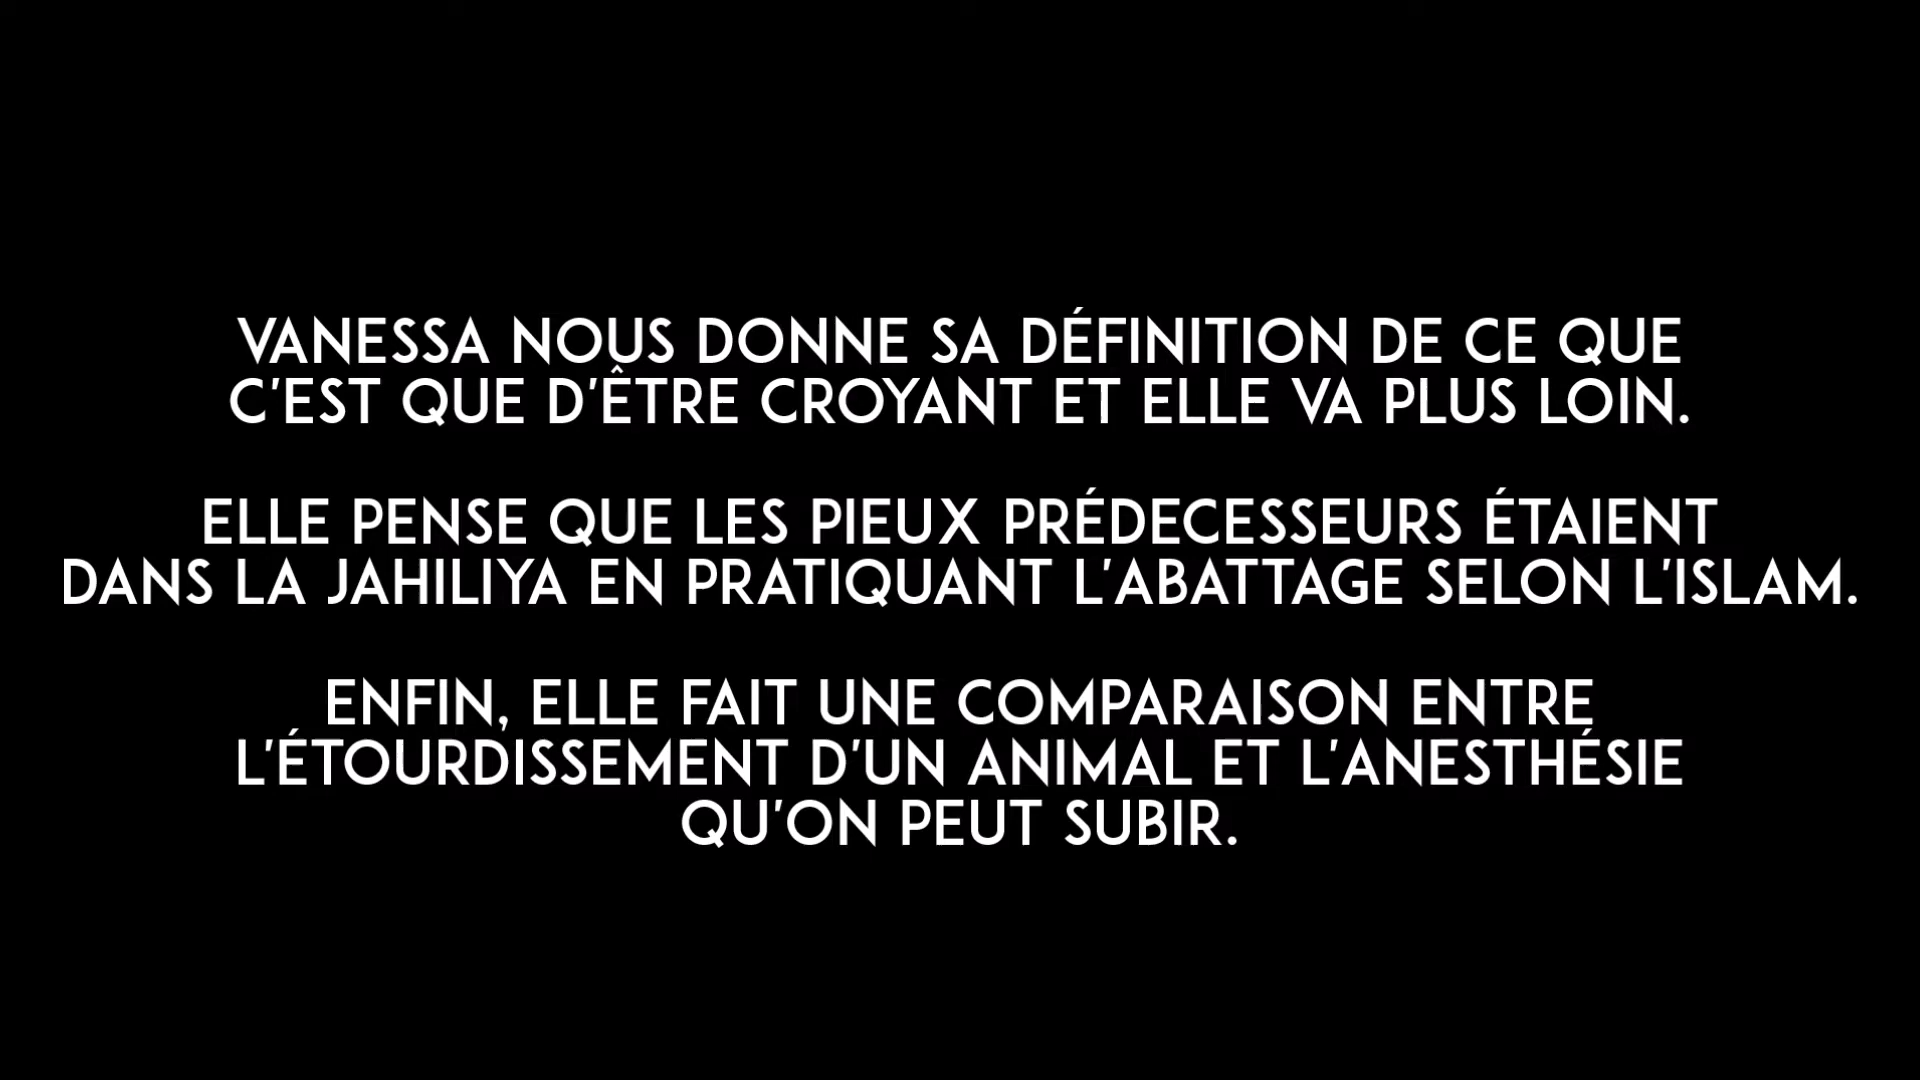 VANESSA NOUS DONNE SA DÉFINITION DE CE QUE
C'EST QUE D'ÊTRE CROYANT ET ELLE VA PLUS LOIN.
ELLE PENSE QUE LES PIEUX PRÉDECESSEURS ÉTAIENT
DANS LA JAHILIYA EN PRATIQUANT L'ABATTAGE SELON L'ISLAM.
ENFIN, ELLE FAIT UNE COMPARAISON ENTRE
L'ÉTOURDISSEMENT D'UN ANIMAL ET L'ANESTHÉSIE
QU'ON PEUT SUBIR.